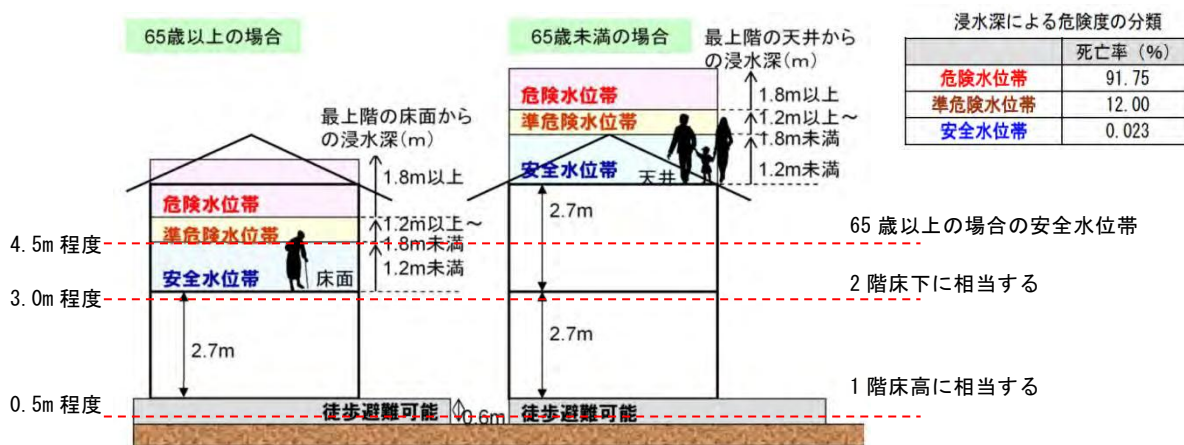 65歳以上の場合
65歳未満の場合
最上階の天井から
の浸水深(m)
浸水深による危険度の分類
死亡率（%）
危険水位帯 91.75
準危険水位帯 12.00
安全水位帯 0.023
最上階の床面から
の浸水深(m)
1.8m以上
危険水位帯
1.2m以上～
1.8m未満
準危険水位帯
1.2m未満
安全水位帯
床面
2.7m
徒歩避難可能
0.6m
危険水位帯
1.8m以上
準危険水位帯
1.2m以上～
1.8m未満
安全水位帯
天井
1.2m未満
2.7m
2.7m
徒歩避難可能
4.5m 程度
3.0m 程度
0.5m 程度
65 歳以上の場合の安全水位帯
2 階床下に相当する
1 階床高に相当する